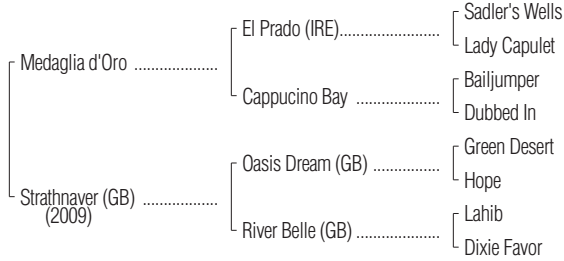 Sadler's Wells
El Prado (IRE)
Lady Capulet
Medaglia d'Oro
Bailjumper
Cappucino Bay
Dubbed In
Green Desert
Oasis Dream (GB)
Hope
Strathnaver (GB)
(2009)
Lahib
River Belle (GB)
Dixie Favor